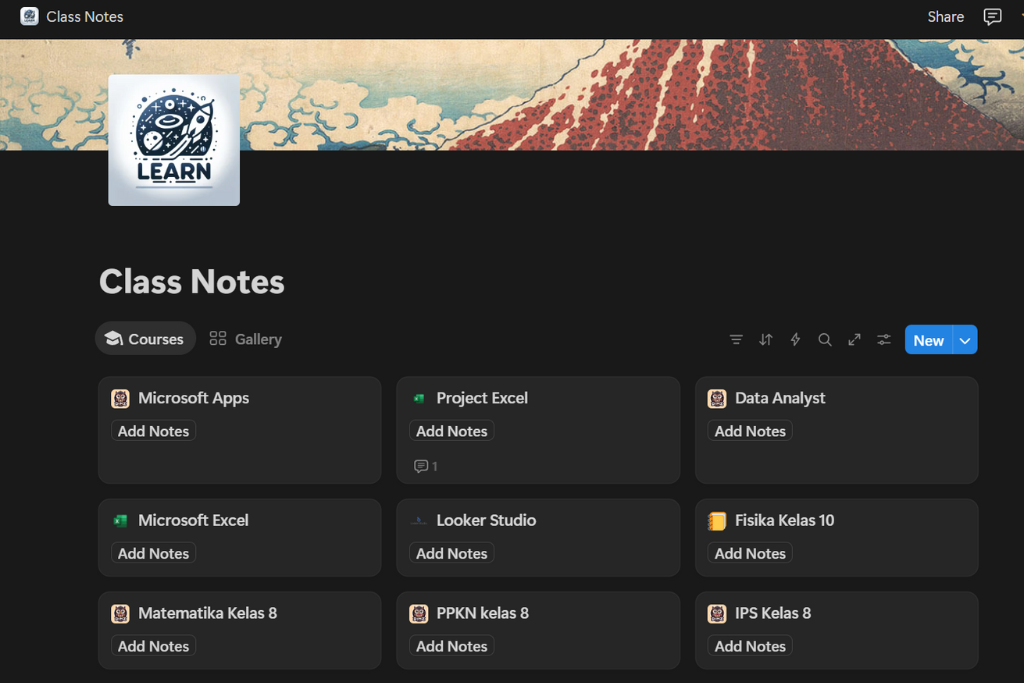 Class Notes
Share
LEARN
Class Notes
Courses
Gallery
New
Microsoft Apps
Add Notes
Project Excel
Add Notes
1
Data Analyst
Add Notes
Microsoft Excel
Add Notes
Looker Studio
Add Notes
Fisika Kelas 10
Add Notes
Matematika Kelas 8
Add Notes
PPKN kelas 8
Add Notes
IPS Kelas 8
Add Notes